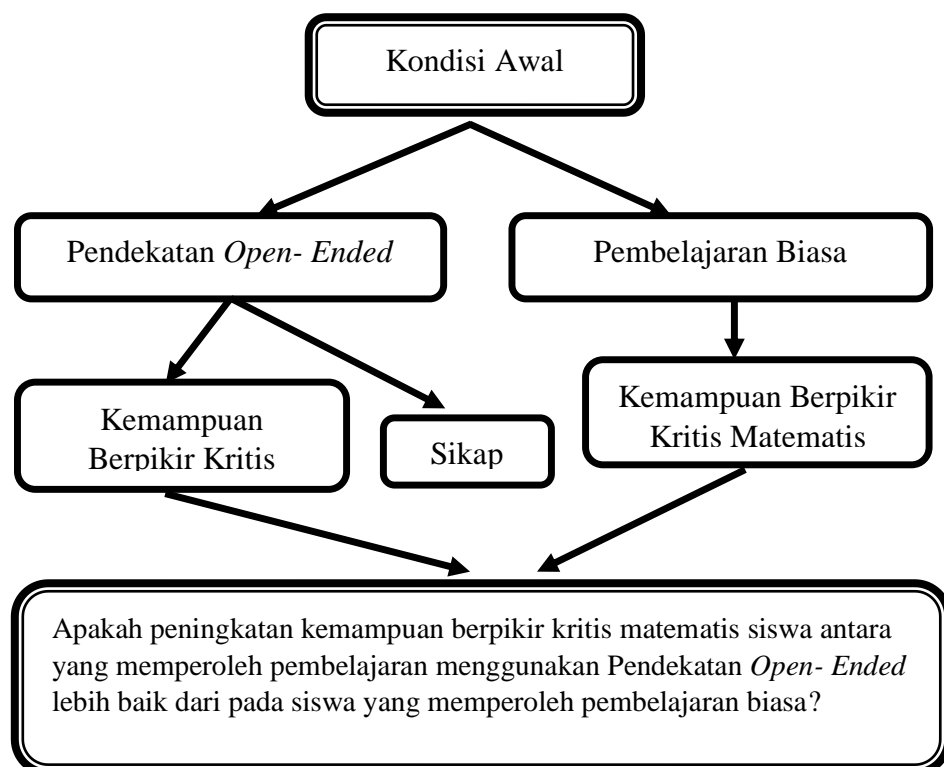 Kondisi Awal
Pendekatan Open- Ended
Pembelajaran Biasa
Kemampuan
Berpikir Kritis
Sikap
Kemampuan Berpikir
Kritis Matematis
Apakah peningkatan kemampuan berpikir kritis matematis siswa antara
yang memperoleh pembelajaran menggunakan Pendekatan Open- Ended
lebih baik dari pada siswa yang memperoleh pembelajaran biasa?